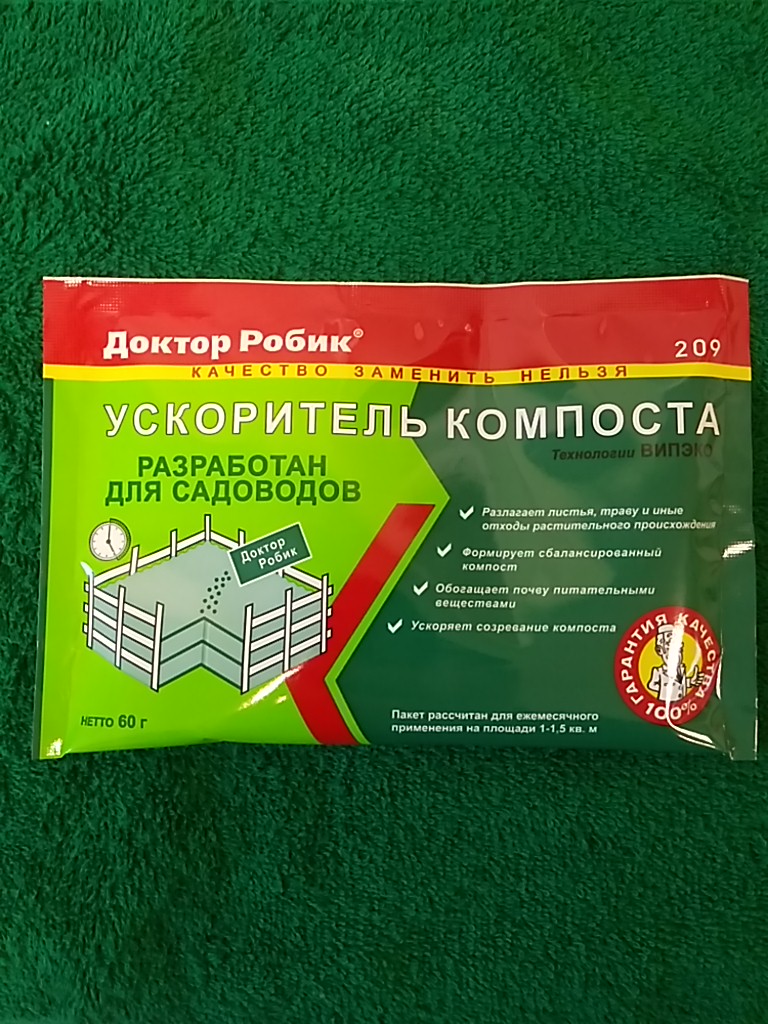 Доктор Робик®
209
КАЧЕСТВО ЗАМЕНИТЬ НЕЛЬЗЯ
УСКОРИТЕЛЬ КОМПОСТА
Технологии ВИПЭКО
РАЗРАБОТАН
ДЛЯ САДОВОДОВ
Доктор
Робик
Разлагает листья, траву и иные
отходы растительного происхождения
Формирует сбалансированный
компост
Обогащает почву питательными
веществами
Ускоряет созревание компоста
ГАРАНТИЯ КАЧЕСТВА
100%
НЕТТО 60 г
Пакет рассчитан для ежемесячного
применения на площади 1-1,5 кв. м